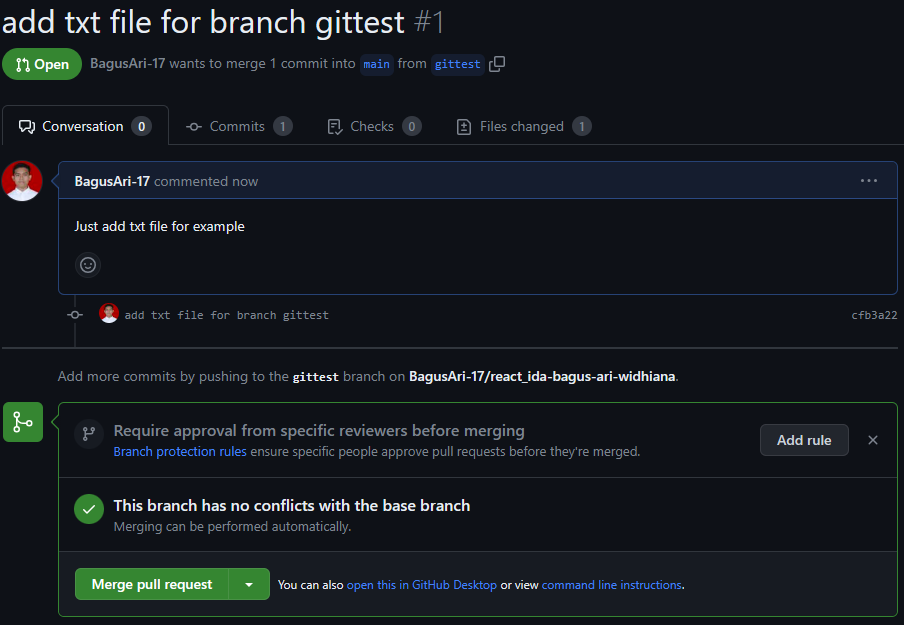 add txt file for branch gittest #1
Open BagusAri-17 wants to merge 1 commit into main from gittest
Conversation 0 Commits 1 Checks 0 Files changed 1
BagusAri-17 commented now
Just add txt file for example
add txt file for branch gittest cfb3a22
Add more commits by pushing to the gittest branch on BagusAri-17/react_ida-bagus-ari-widhiana.
Require approval from specific reviewers before merging
Branch protection rules ensure specific people approve pull requests before they're merged.
Add rule
This branch has no conflicts with the base branch
Merging can be performed automatically.
Merge pull request You can also open this in GitHub Desktop or view command line instructions.